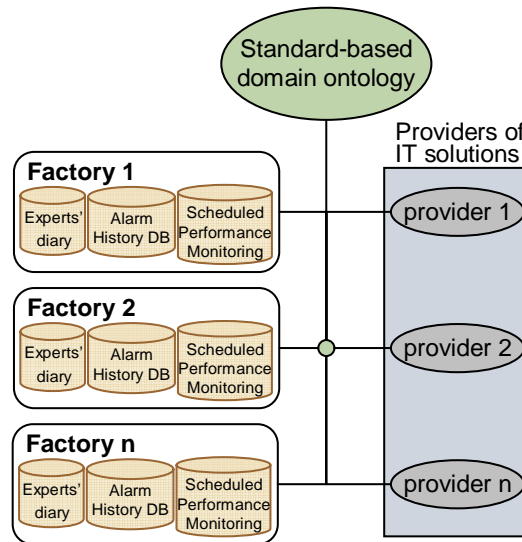 Standard-based
domain ontology
Providers of
IT solutions
Factory 1
Experts'
diary
Alarm
History DB
Scheduled
Performance
Monitoring
provider 1
Factory 2
Experts'
diary
Alarm
History DB
Scheduled
Performance
Monitoring
provider 2
Factory n
Experts'
diary
Alarm
History DB
Scheduled
Performance
Monitoring
provider n